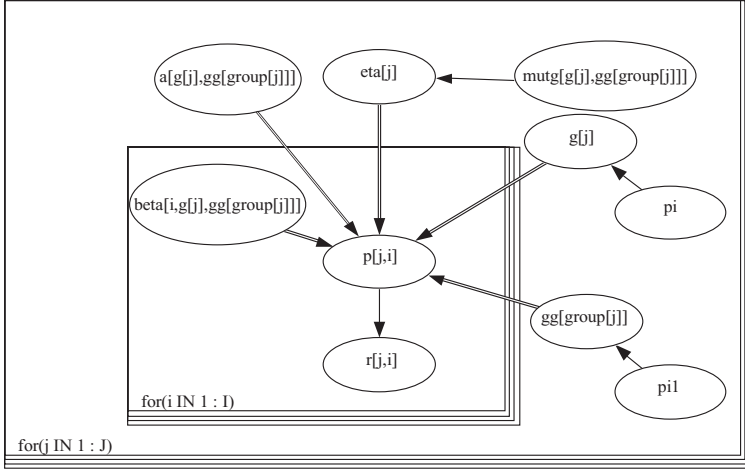 a[g[j],gg[group[j]]]
eta[j]
mutg[g[j],gg[group[j]]]
g[j]
beta[i,g[j],gg[group[j]]]
pi
p[j,i]
gg[group[j]]
r[j,i]
pi1
for(i IN 1 : I)
for(j IN 1 : J)